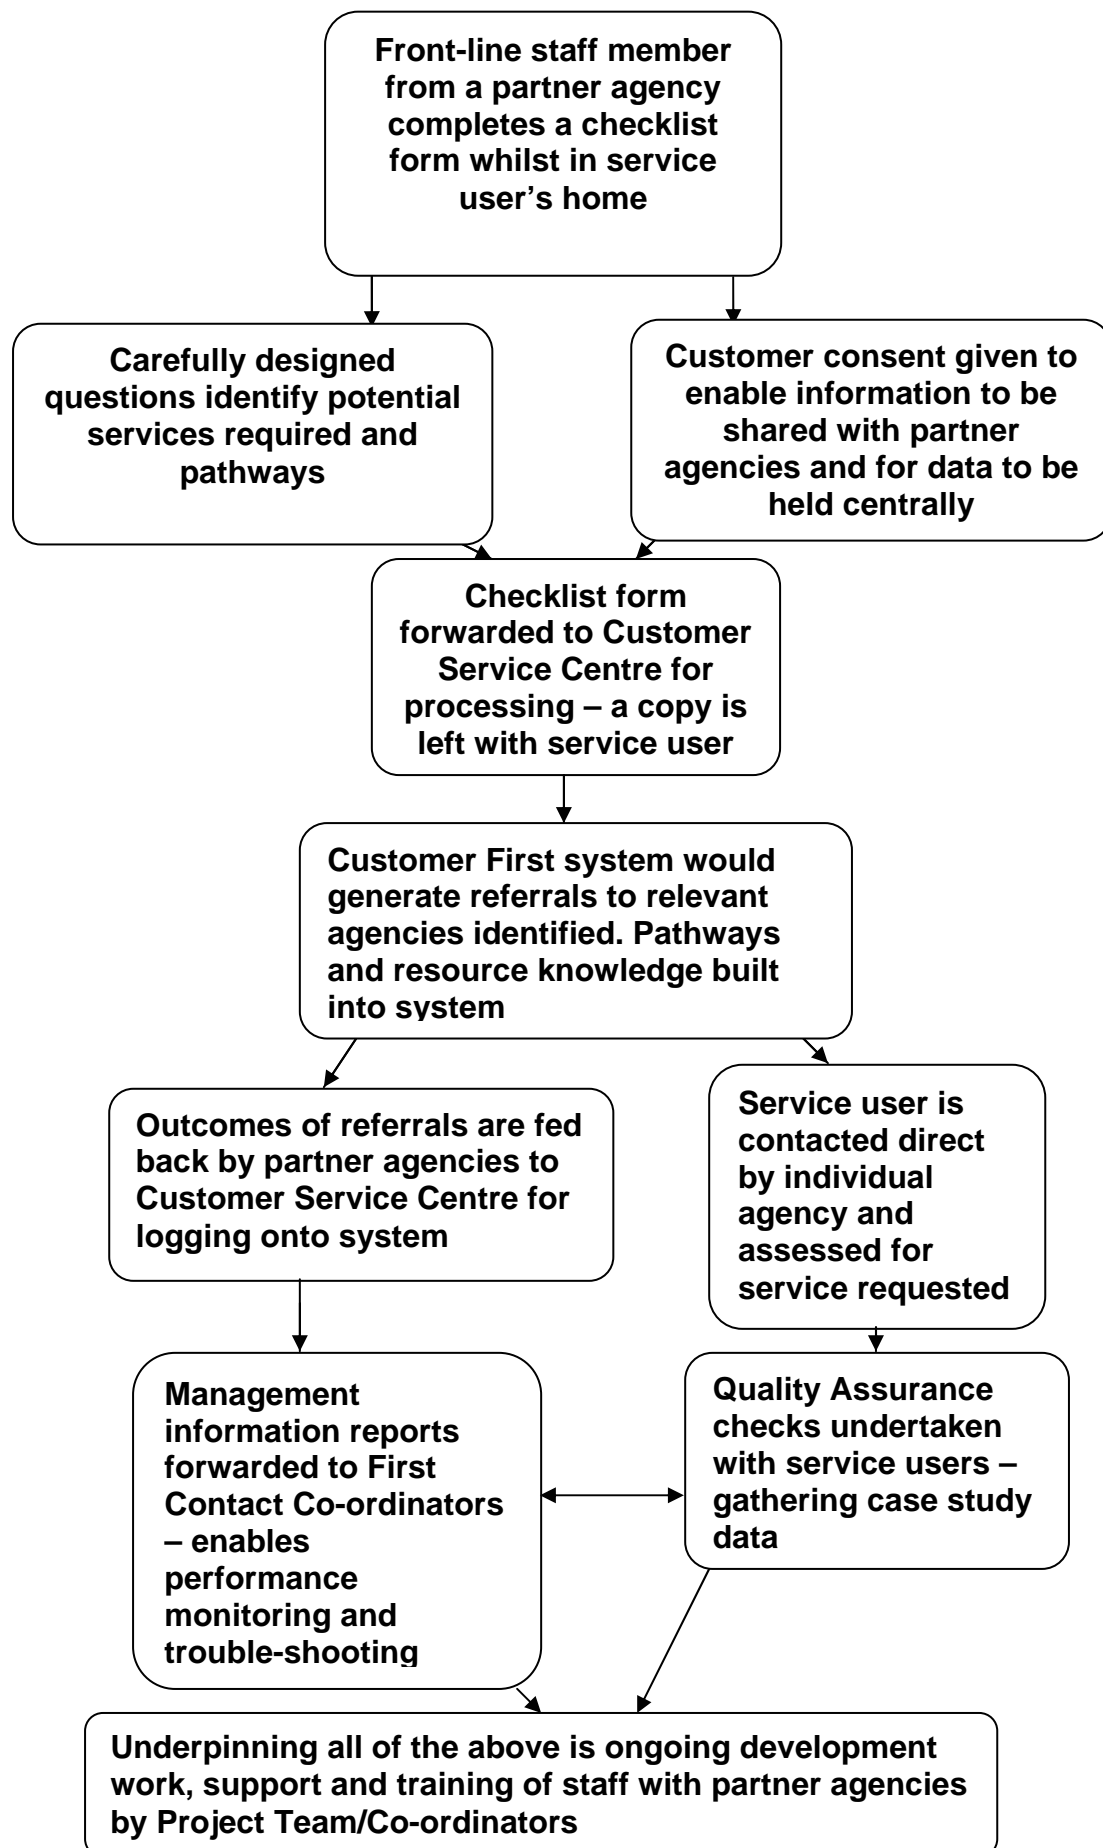 Front-line staff member
from a partner agency
completes a checklist
form whilst in service
user’s home
Carefully designed
questions identify potential
services required and
pathways
Customer consent given to
enable information to be
shared with partner
agencies and for data to be
held centrally
Checklist form
forwarded to Customer
Service Centre for
processing – a copy is
left with service user
Customer First system would
generate referrals to relevant
agencies identified. Pathways
and resource knowledge built
into system
Outcomes of referrals are fed
back by partner agencies to
Customer Service Centre for
logging onto system
Service user is
contacted direct
by individual
agency and
assessed for
service requested
Management
information reports
forwarded to First
Contact Co-ordinators
– enables
performance
monitoring and
trouble-shooting
Quality Assurance
checks undertaken
with service users –
gathering case study
data
Underpinning all of the above is ongoing development
work, support and training of staff with partner agencies
by Project Team/Co-ordinators